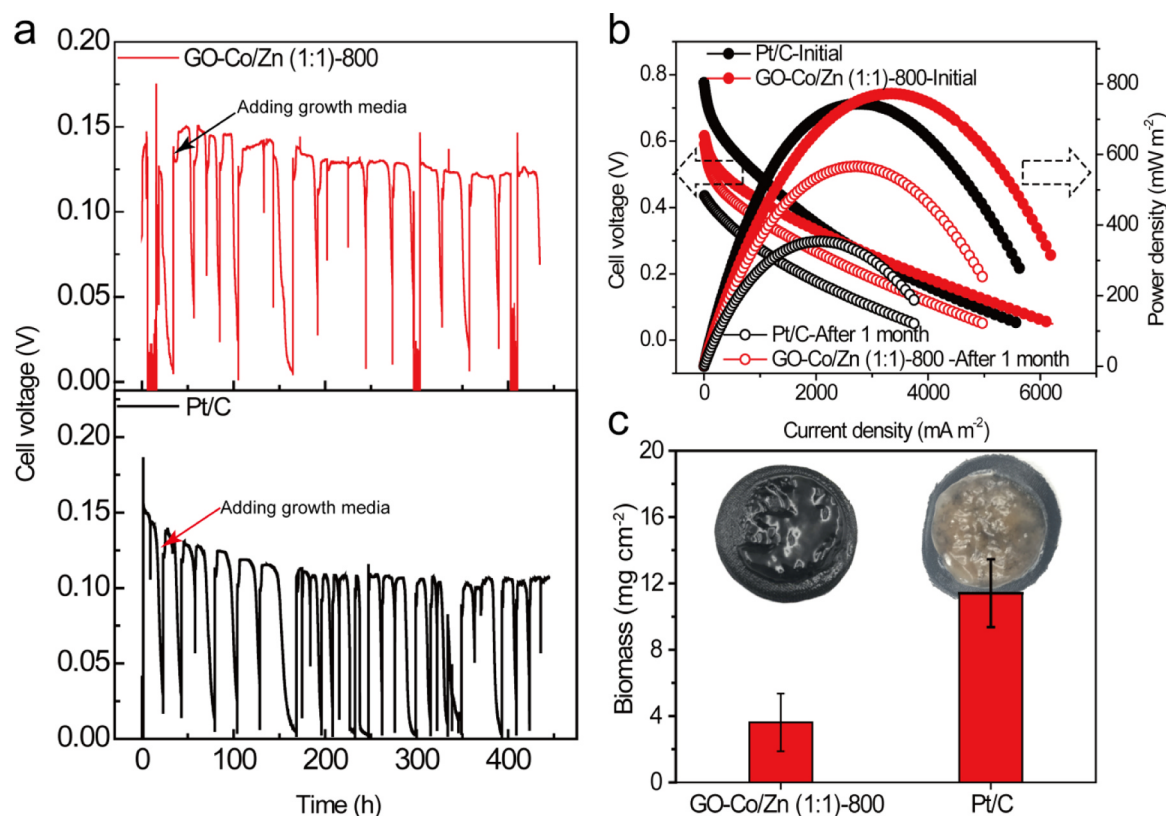 a
GO-Co/Zn (1:1)-800
Adding growth media
0.20
0.15
0.10
0.05
0.00
Pt/C
Adding growth media
0.20
0.15
0.10
0.05
0.00
Cell voltage (V)
0
100
200
300
400
Time (h)
b
Pt/C-Initial
GO-Co/Zn (1:1)-800-Initial
0.8
0.6
0.4
0.2
0.0
Cell voltage (V)
800
600
400
200
0
Power density (mW m⁻²)
Pt/C-After 1 month
GO-Co/Zn (1:1)-800 -After 1 month
0
2000
4000
6000
Current density (mA m⁻²)
c
20
16
12
8
4
0
Biomass (mg cm⁻²)
GO-Co/Zn (1:1)-800
Pt/C